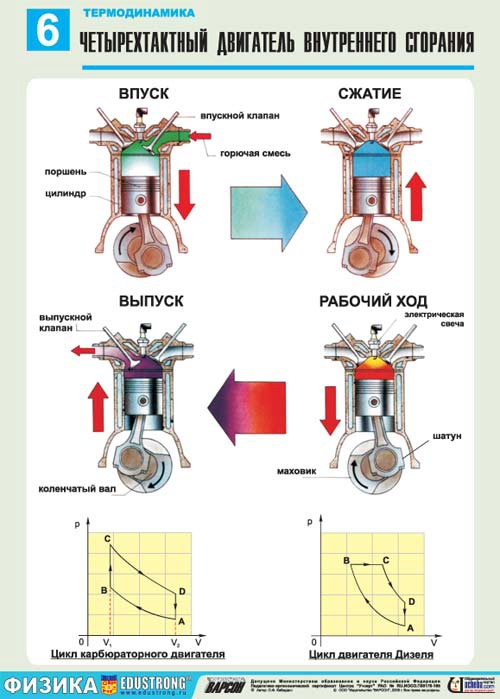 6
ТЕРМОДИНАМИКА
ЧЕТЫРЕХТАКТНЫЙ ДВИГАТЕЛЬ ВНУТРЕННЕГО СГОРАНИЯ
ВПУСК
впускной клапан
горючая смесь
поршень
цилиндр
СЖАТИЕ
ВЫПУСК
выпускной
клапан
коленчатый вал
РАБОЧИЙ ХОД
электрическая
свеча
шатун
маховик
p
C
B
D
A
V₁
V₂
V
Цикл карбюраторного двигателя
p
B
C
D
A
V
Цикл двигателя Дизеля
ФИЗИКА
EDUSTRONG
www.edustrong.ru
ВАРСОН